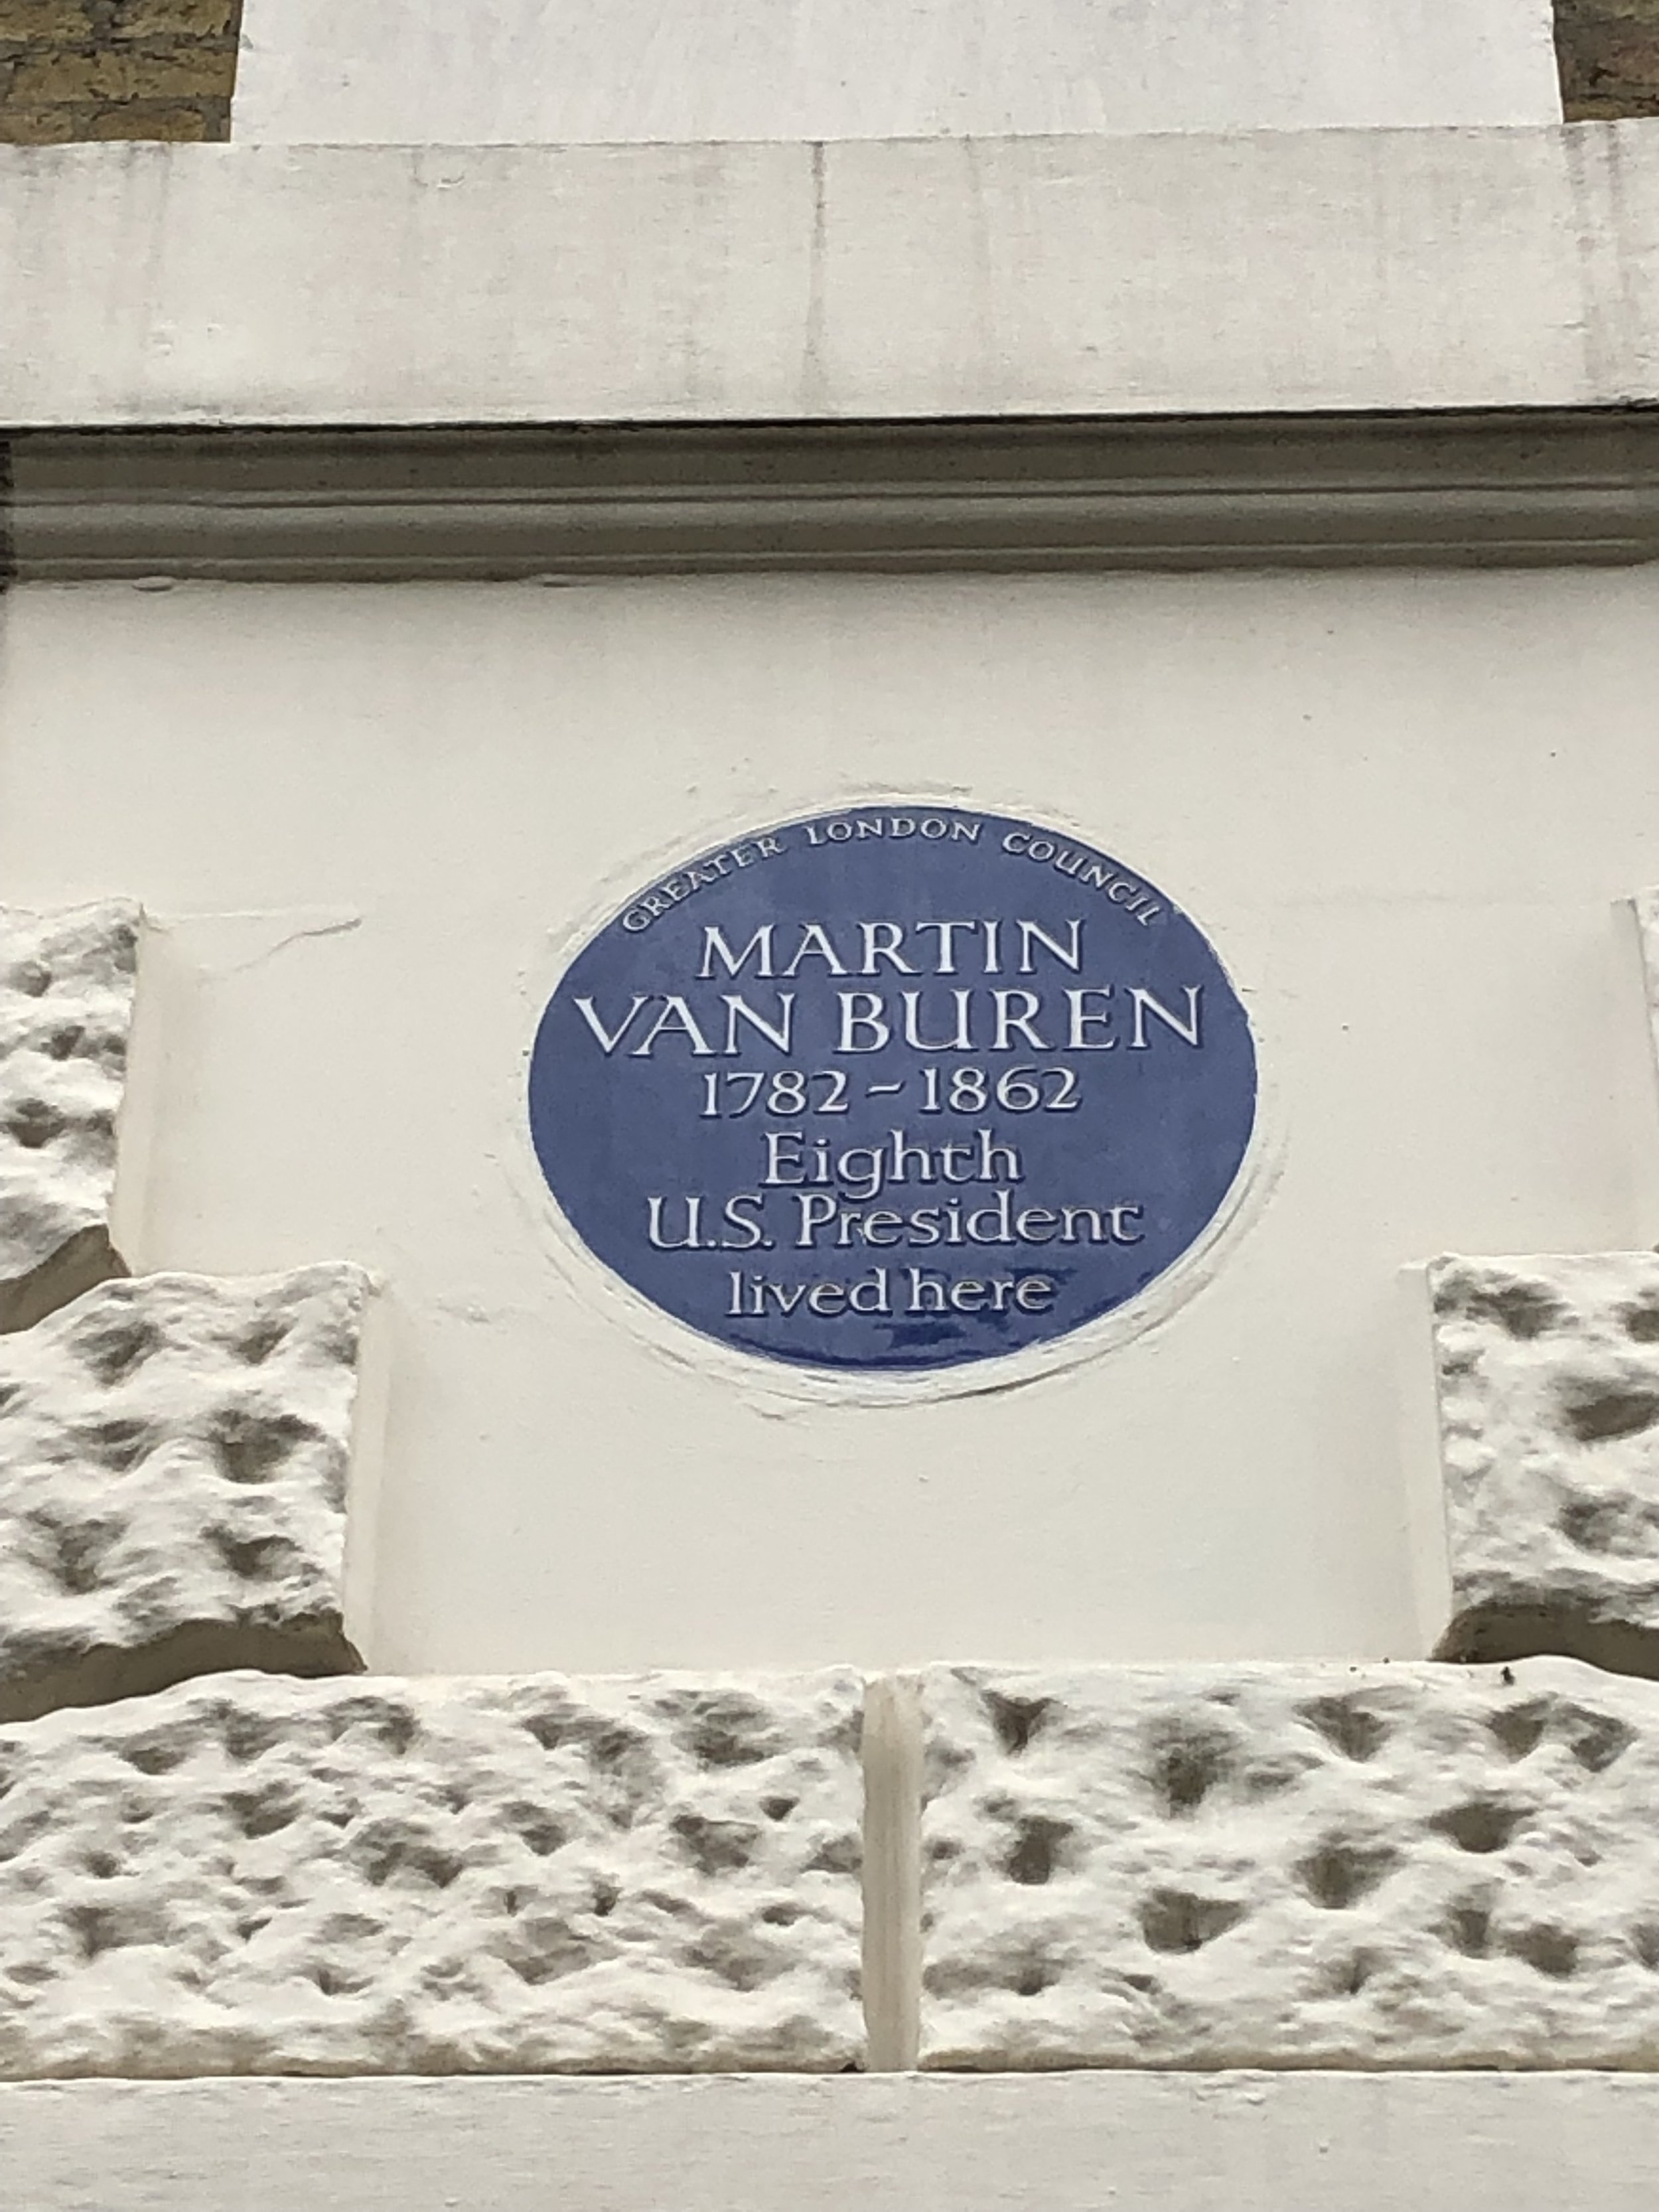 GREATER LONDON COUNCIL
MARTIN
VAN BUREN
1782-1862
Eighth
U.S. President
lived here